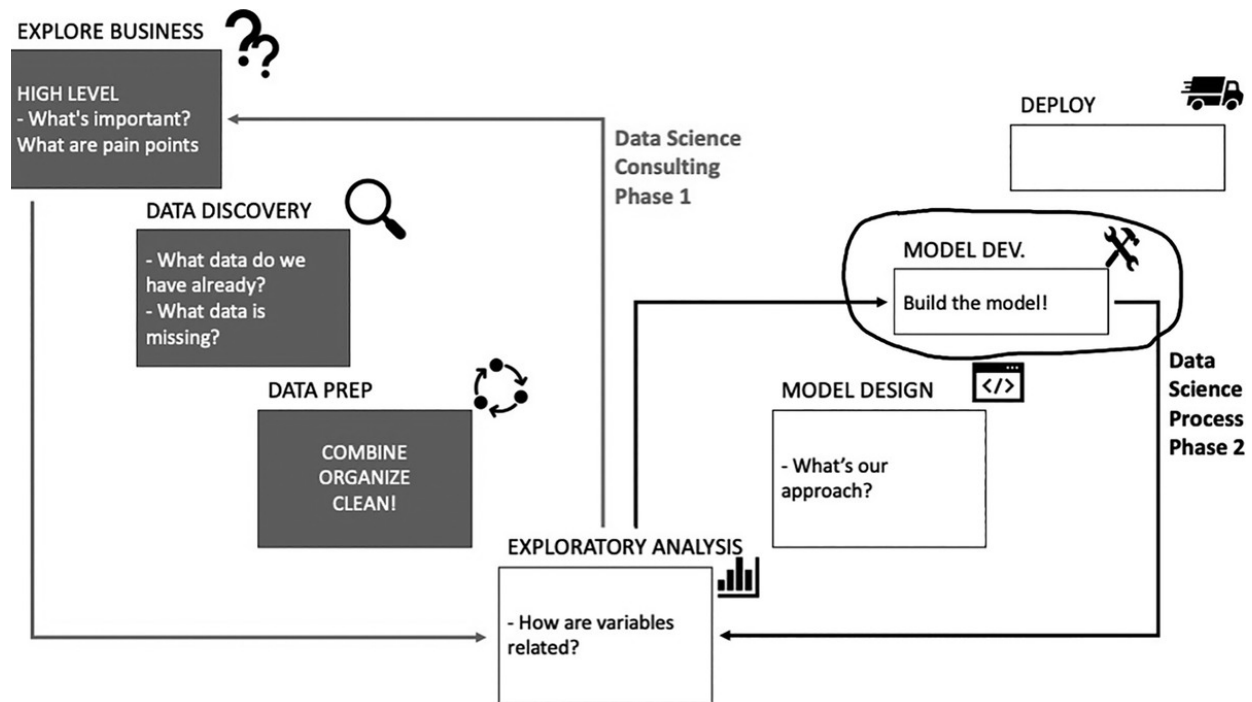 EXPLORE BUSINESS
HIGH LEVEL
- What's important?
What are pain points
DATA DISCOVERY
- What data do we
have already?
- What data is
missing?
DATA PREP
COMBINE
ORGANIZE
CLEAN!
EXPLORATORY ANALYSIS
- How are variables
related?
Data Science
Consulting
Phase 1
MODEL DESIGN
- What’s our
approach?
</>
MODEL DEV.
Build the model!
DEPLOY
Data
Science
Process
Phase 2